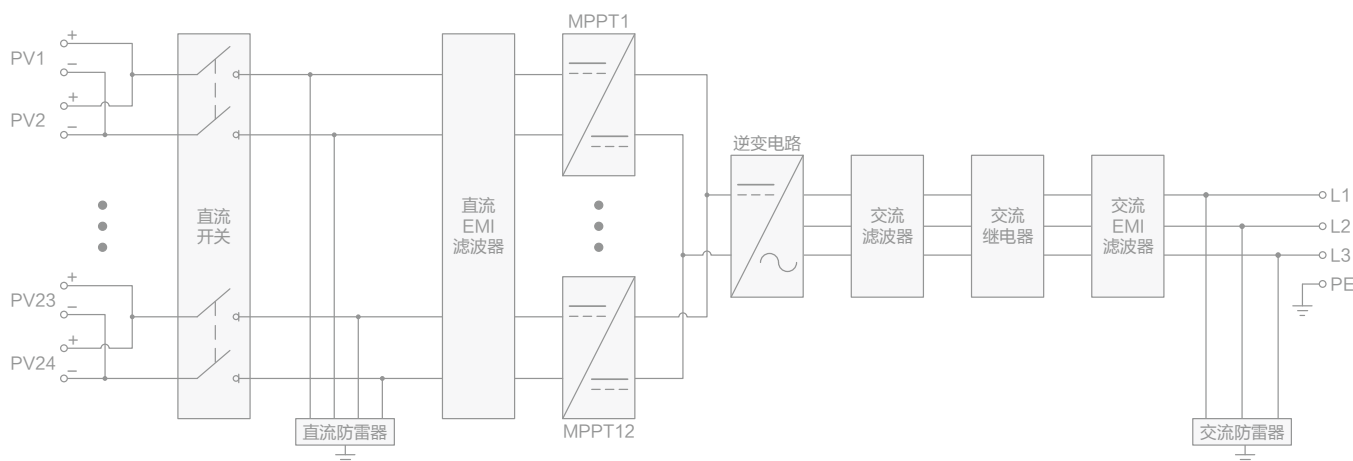 MPPT1
PV1
PV2
逆变电路
直流
开关
直流
EMI
滤波器
交流
滤波器
交流
继电器
交流
EMI
滤波器
L1
L2
L3
PE
PV23
PV24
直流防雷器
MPPT12
交流防雷器